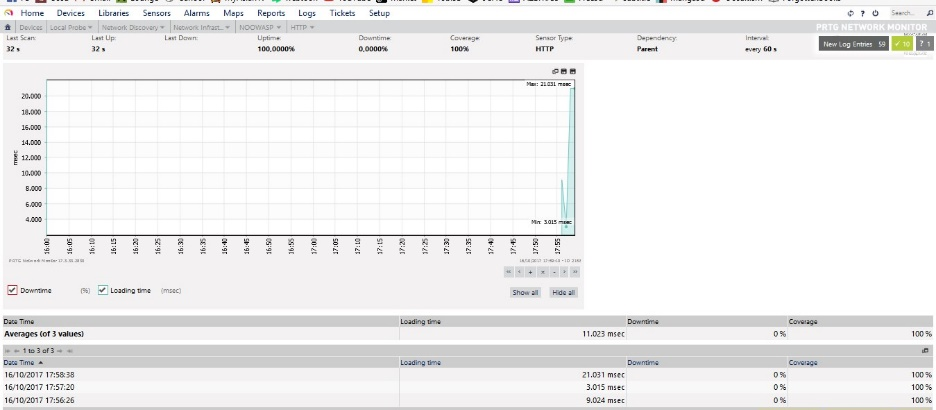 Home Devices Libraries Sensors Alarms Maps Reports Logs Tickets Setup Search...
Devices Local Probe Network Discovery Network Infrast... NOOWASP HTTP PRTG NETWORK MONITOR
Last Scan: Last Up: Last Down: Uptime: Downtime: Coverage: Sensor Type: Dependency: Interval:
32 s 32 s 100,0000% 0,0000% 100% HTTP Parent every 60 s
New Log Entries 59 10 ? 1
Max: 21.031 msec
20.000
18.000
16.000
14.000
12.000
10.000
8.000
6.000
4.000
msec
Min: 3.015 msec
16:00 16:05 16:10 16:15 16:20 16:25 16:30 16:35 16:40 16:45 16:50 16:55 17:00 17:05 17:10 17:15 17:20 17:25 17:30 17:35 17:40 17:45 17:50 17:55
PRTG Network Monitor
Downtime (%) Loading time (msec)
Show all Hide all
Date Time Loading time Downtime Coverage
Averages (of 3 values) 11.023 msec 0 % 100 %
1 to 3 of 3
Date Time Loading time Downtime Coverage
16/10/2017 17:58:38 21.031 msec 0 % 100 %
16/10/2017 17:57:20 3.015 msec 0 % 100 %
16/10/2017 17:56:26 9.024 msec 0 % 100 %